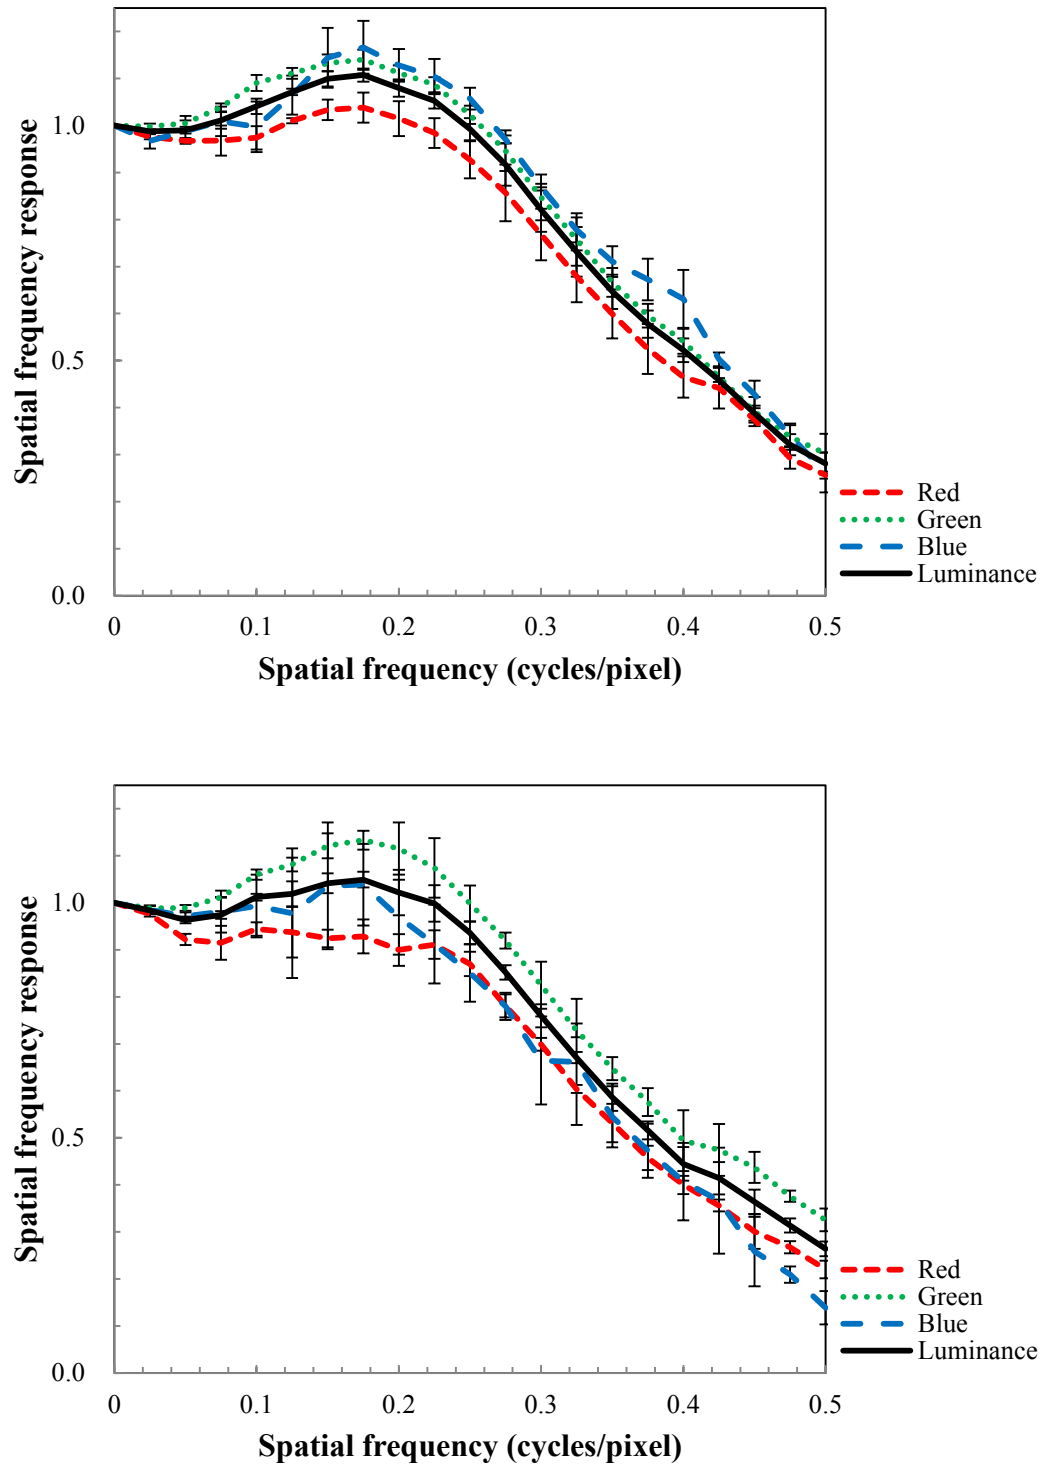 Spatial frequency response
1.0
0.5
0.0
0 0.1 0.2 0.3 0.4 0.5
Spatial frequency (cycles/pixel)
Red
Green
Blue
Luminance
Spatial frequency response
1.0
0.5
0.0
0 0.1 0.2 0.3 0.4 0.5
Spatial frequency (cycles/pixel)
Red
Green
Blue
Luminance